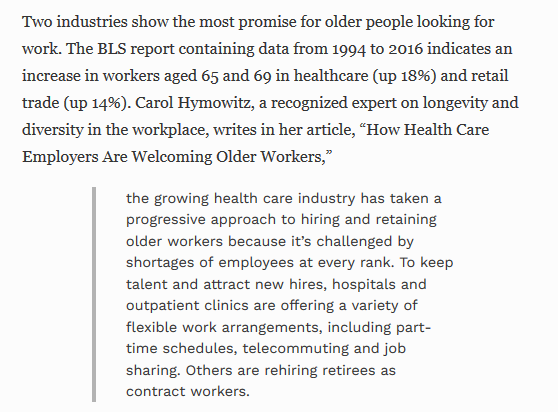 Two industries show the most promise for older people looking for
work. The BLS report containing data from 1994 to 2016 indicates an
increase in workers aged 65 and 69 in healthcare (up 18%) and retail
trade (up 14%). Carol Hymowitz, a recognized expert on longevity and
diversity in the workplace, writes in her article, “How Health Care
Employers Are Welcoming Older Workers,”
the growing health care industry has taken a
progressive approach to hiring and retaining
older workers because it’s challenged by
shortages of employees at every rank. To keep
talent and attract new hires, hospitals and
outpatient clinics are offering a variety of
flexible work arrangements, including part-
time schedules, telecommuting and job
sharing. Others are rehiring retirees as
contract workers.